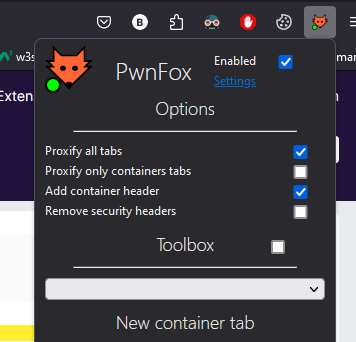 B
w3s
mar
Exten
n
PwnFox
Enabled
Settings
Options
Proxify all tabs
Proxify only containers tabs
Add container header
Remove security headers
Toolbox
New container tab